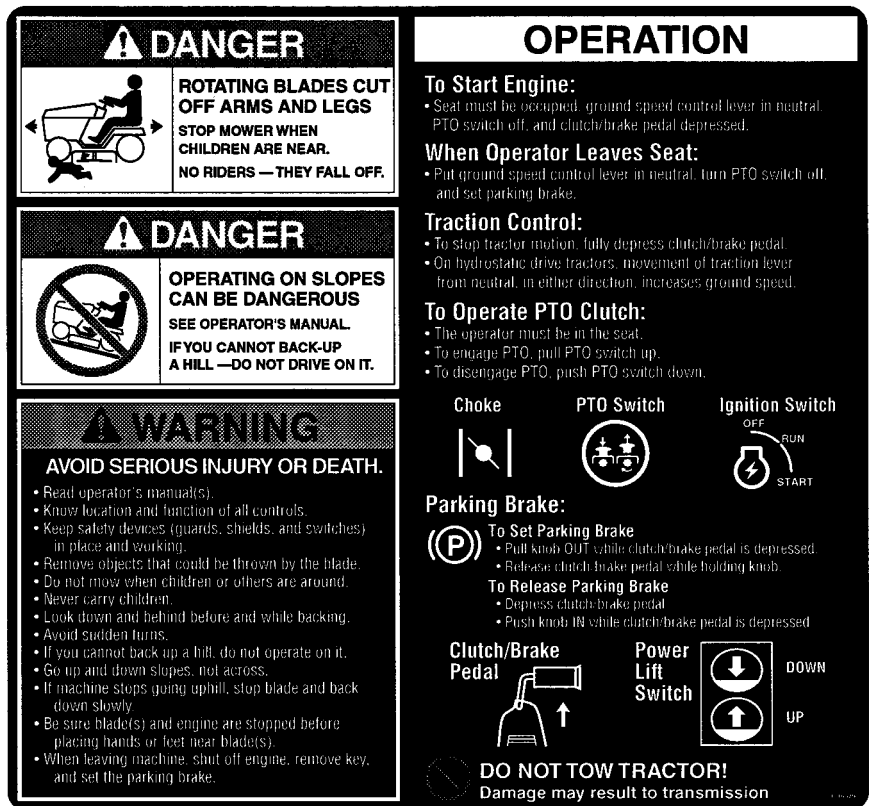 DANGER
ROTATING BLADES CUT
OFF ARMS AND LEGS
STOP MOWER WHEN
CHILDREN ARE NEAR.
NO RIDERS — THEY FALL OFF.
DANGER
OPERATING ON SLOPES
CAN BE DANGEROUS
SEE OPERATOR'S MANUAL.
IF YOU CANNOT BACK-UP
A HILL —DO NOT DRIVE ON IT.
WARNING
AVOID SERIOUS INJURY OR DEATH.
• Read operator's manual(s).
• Know location and function of all controls.
• Keep safety devices (guards, shields, and switches)
in place and working.
• Remove objects that could be thrown by the blade.
• Do not mow when children or others are around.
• Never carry children.
• Look down and behind before and while backing.
• Avoid sudden turns.
• If you cannot back up a hill, do not operate on it.
• Go up and down slopes, not across.
• If machine stops going uphill, stop blade and back
down slowly.
• Be sure blade(s) and engine are stopped before
placing hands or feet near blade(s).
• When leaving machine, shut off engine, remove key,
and set the parking brake.
OPERATION
To Start Engine:
• Seat must be occupied, ground speed control lever in neutral,
PTO switch off, and clutch/brake pedal depressed.
When Operator Leaves Seat:
• Put ground speed control lever in neutral, turn PTO switch off,
and set parking brake.
Traction Control:
• To stop tractor motion, fully depress clutch/brake pedal.
• On hydrostatic drive tractors, movement of traction lever
from neutral, in either direction, increases ground speed.
To Operate PTO Clutch:
• The operator must be in the seat.
• To engage PTO, pull PTO switch up.
• To disengage PTO, push PTO switch down.
Choke
PTO Switch
Ignition Switch
OFF
RUN
START
Parking Brake:
(P)
To Set Parking Brake
• Pull knob OUT while clutch/brake pedal is depressed.
• Release clutch/brake pedal while holding knob.
To Release Parking Brake
• Depress clutch/brake pedal
• Push knob IN while clutch/brake pedal is depressed
Clutch/Brake
Pedal
Power
Lift
Switch
DOWN
UP
DO NOT TOW TRACTOR!
Damage may result to transmission